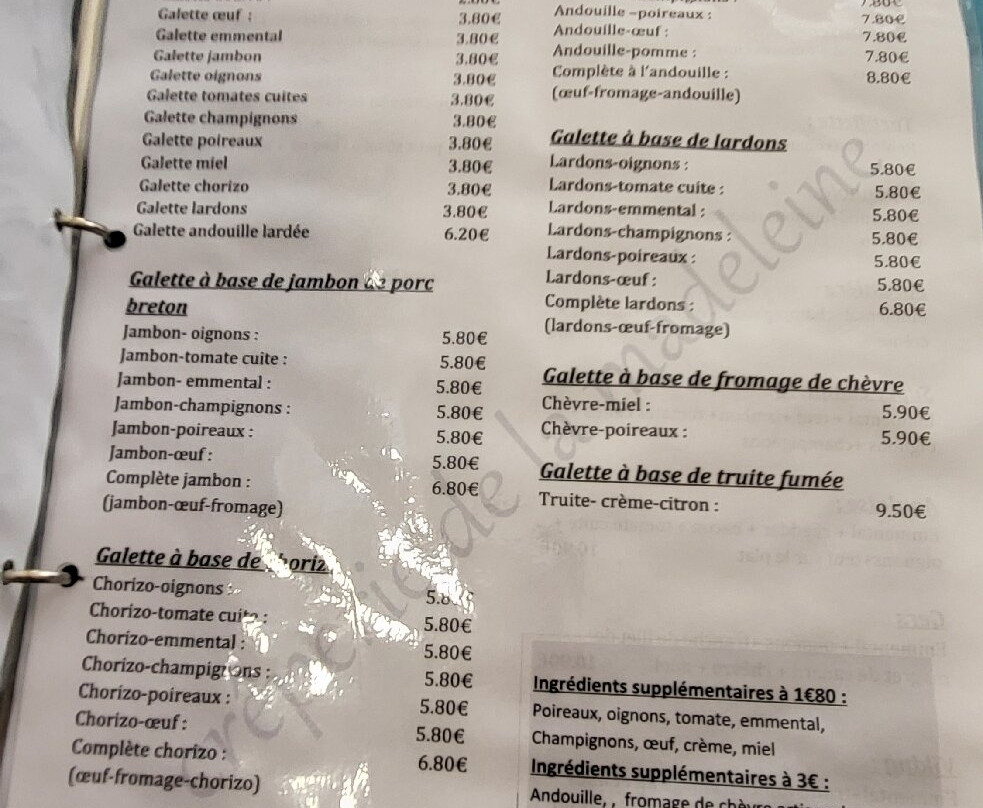 Galette œuf :
3.80€
Galette emmental
3.80€
Galette jambon
3.80€
Galette oignons
3.80€
Galette tomates cuites
3.80€
Galette champignons
3.80€
Galette poireaux
3.80€
Galette miel
3.80€
Galette chorizo
3.80€
Galette lardons
3.80€
Galette andouille lardée
6.20€
Galette à base de jambon de porc
breton
Jambon- oignons :
5.80€
Jambon-tomate cuite :
5.80€
Jambon- emmental :
5.80€
Jambon-champignons :
5.80€
Jambon-poireaux :
5.80€
Jambon-œuf :
5.80€
Complète jambon :
6.80€
(jambon-œuf-fromage)
Galette à base de
Chorizo-oignons :
Chorizo-tomate cuite :
5.80€
Chorizo-emmental :
5.80€
Chorizo-champignons :
5.80€
Chorizo-poireaux :
5.80€
Chorizo-œuf :
5.80€
Complète chorizo :
6.80€
(œuf-fromage-chorizo)
Andouille –poireaux :
7.80€
Andouille-œuf :
7.80€
Andouille-pomme :
7.80€
Complète à l'andouille :
8.80€
(œuf-fromage-andouille)
Galette à base de lardons
Lardons-oignons :
5.80€
Lardons-tomate cuite :
5.80€
Lardons-emmental :
5.80€
Lardons-champignons :
5.80€
Lardons-poireaux :
5.80€
Lardons-œuf :
5.80€
Complète lardons :
6.80€
(lardons-œuf-fromage)
Galette à base de fromage de chèvre
Chèvre-miel :
5.90€
Chèvre-poireaux :
5.90€
Galette à base de truite fumée
Truite- crème-citron :
9.50€
Ingrédients supplémentaires à 1€80 :
Poireaux, oignons, tomate, emmental,
Champignons, œuf, crème, miel
Ingrédients supplémentaires à 3€ :
Andouille, , fromage de chèvre
de la madeleine